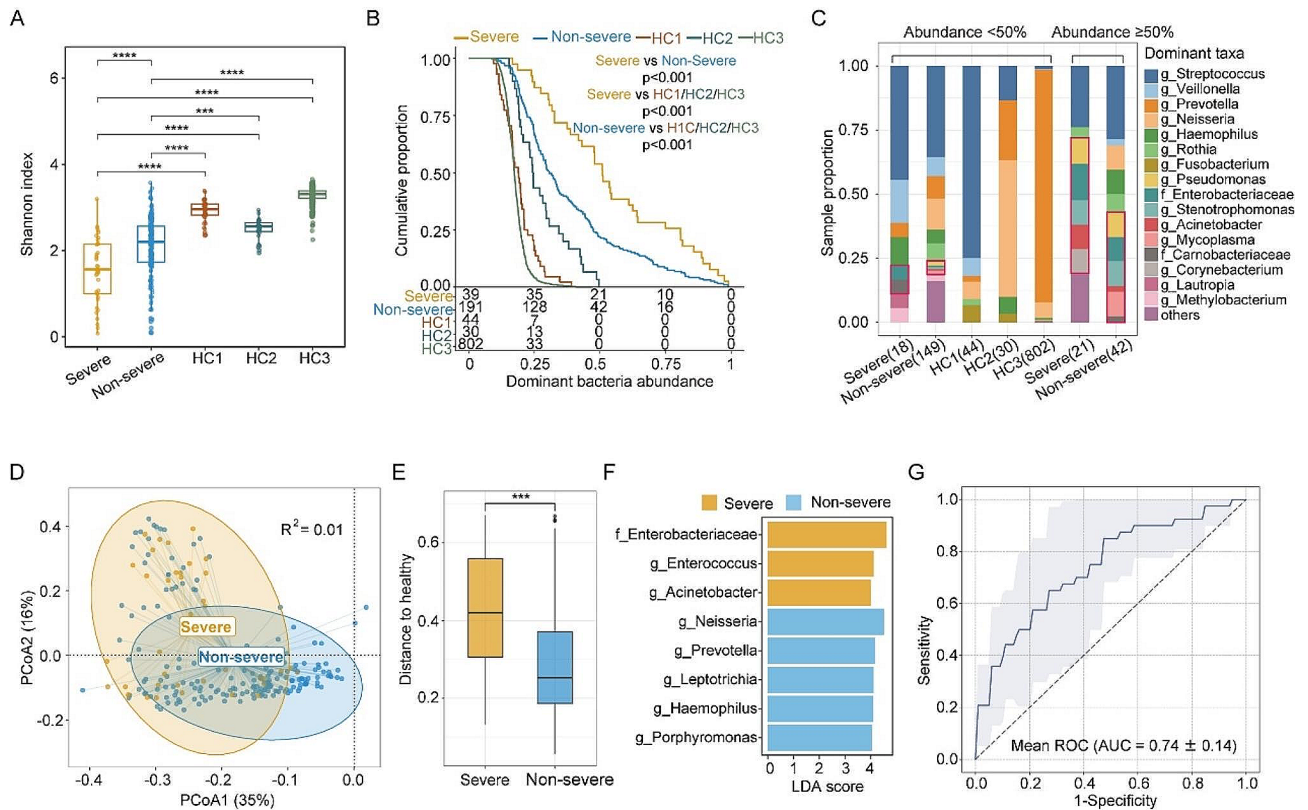 A
Shannon index
6
4
2
0
****
****
****
***
****
****
****
Severe
Non-severe
HC1
HC2
HC3
B
Severe Non-severe HC1 HC2 HC3
Severe vs Non-Severe
p<0.001
Severe vs HC1/HC2/HC3
p<0.001
Non-severe vs H1C/HC2/HC3
p<0.001
Cumulative proportion
1.00
0.75
0.50
0.25
0.00
Severe 39 35 21 10 0
Non-severe 191 128 42 16 0
HC1 44 7 0 0 0
HC2 30 13 0 0 0
HC3 802 33 0 0 0
0 0.25 0.50 0.75 1
Dominant bacteria abundance
C
Abundance <50% Abundance ≥50%
Sample proportion
1.00
0.75
0.50
0.25
0.00
Severe(18)
Non-severe(149)
HC1(44)
HC2(30)
HC3(802)
Severe(21)
Non-severe(42)
Dominant taxa
g_Streptococcus
g_Veillonella
g_Prevotella
g_Neisseria
g_Haemophilus
g_Rothia
g_Fusobacterium
g_Pseudomonas
f_Enterobacteriaceae
g_Stenotrophomonas
g_Acinetobacter
g_Mycoplasma
f_Carnobacteriaceae
g_Corynebacterium
g_Lautropia
g_Methylobacterium
others
D
R²= 0.01
Severe
Non-severe
PCoA2 (16%)
0.4
0.2
0.0
-0.2
-0.4 -0.2 -0.1 0.0
PCoA1 (35%)
E
***
Distance to healthy
0.6
0.4
0.2
Severe Non-severe
F
Severe Non-severe
f_Enterobacteriaceae
g_Enterococcus
g_Acinetobacter
g_Neisseria
g_Prevotella
g_Leptotrichia
g_Haemophilus
g_Porphyromonas
0 1 2 3 4
LDA score
G
Sensitivity
1.0
0.8
0.6
0.4
0.2
0.0
Mean ROC (AUC = 0.74 ± 0.14)
0.0 0.2 0.4 0.6 0.8 1.0
1-Specificity